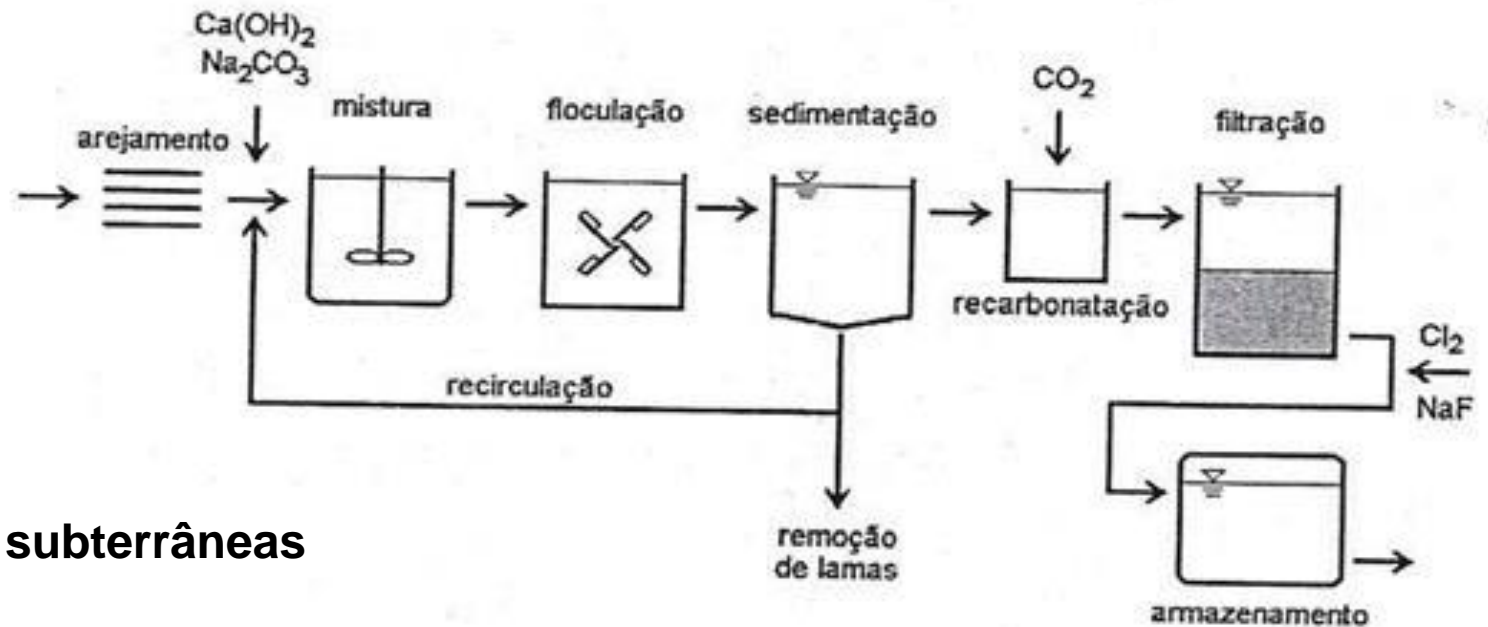 Ca(OH)2
Na2CO3
arejamento
mistura
floculação
sedimentação
CO2
recarbonatação
filtração
Cl2
NaF
recirculação
remoção
de lamas
armazenamento
subterrâneas